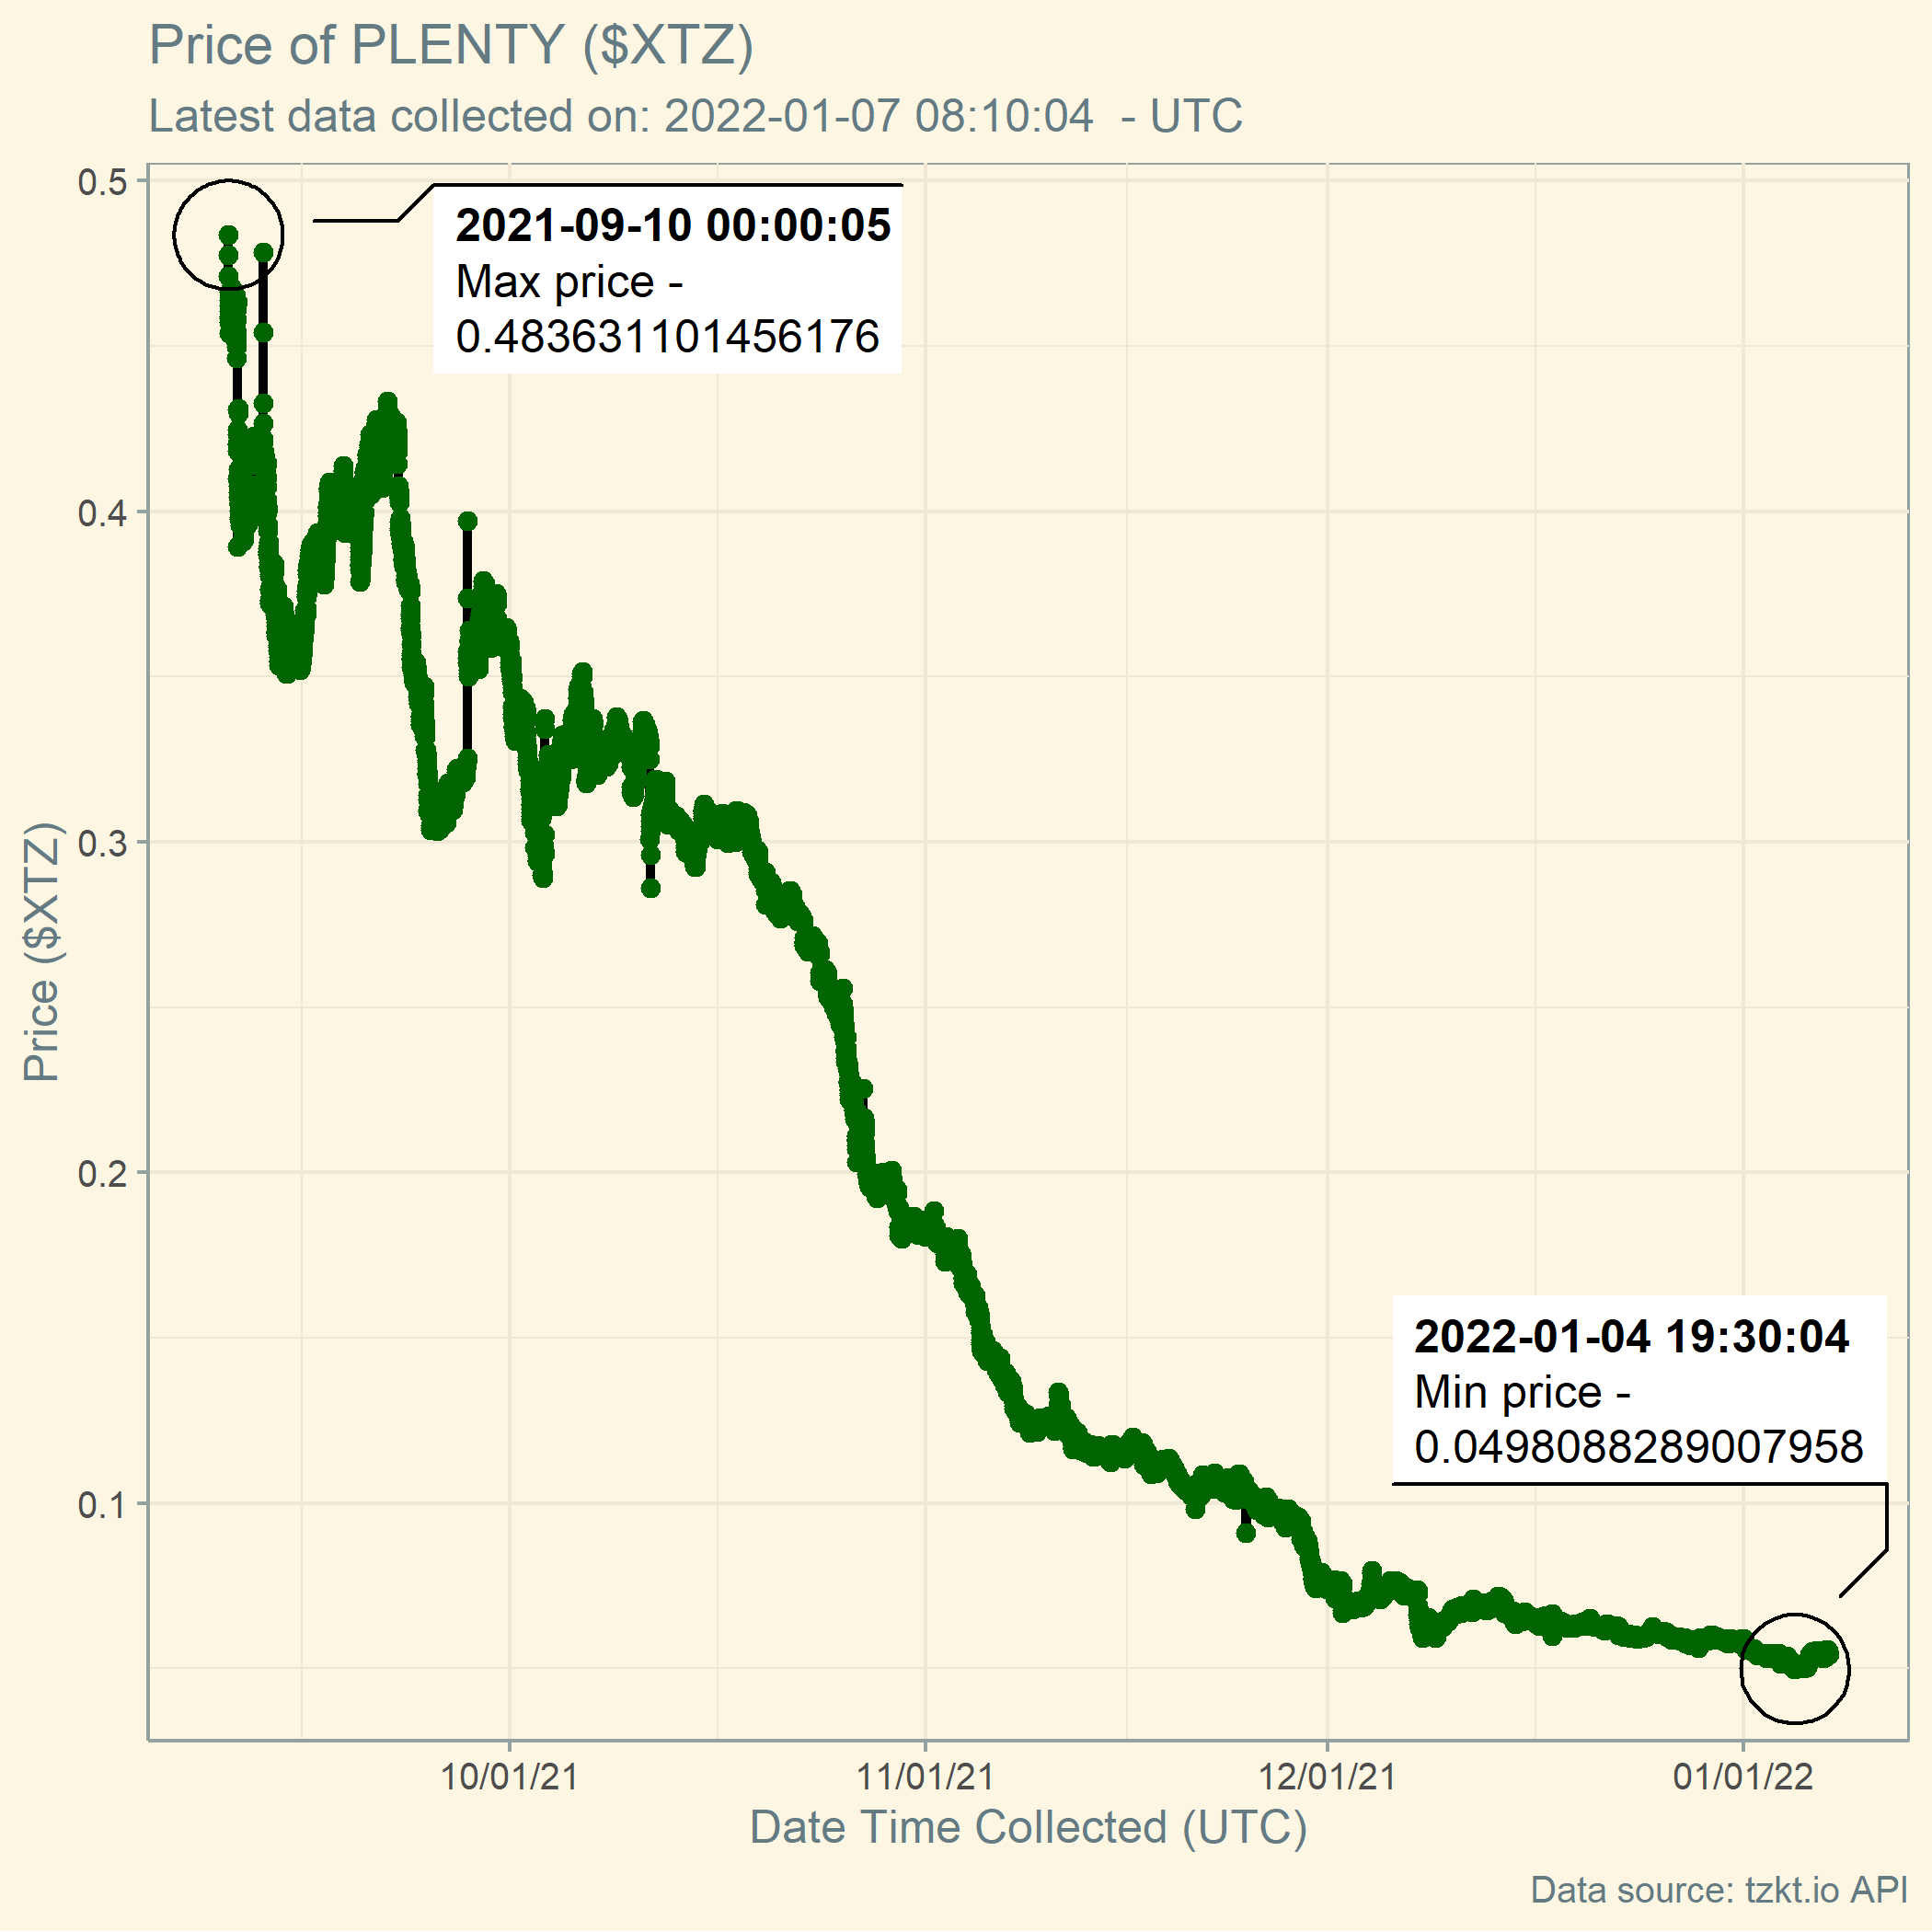 Price of PLENTY ($XTZ)
Latest data collected on: 2022-01-07 08:10:04  - UTC
0.5
0.4
0.3
0.2
0.1
Price ($XTZ)
2021-09-10 00:00:05
Max price -
0.483631101456176
2022-01-04 19:30:04
Min price -
0.0498088289007958
10/01/21
11/01/21
12/01/21
01/01/22
Date Time Collected (UTC)
Data source: tzkt.io API